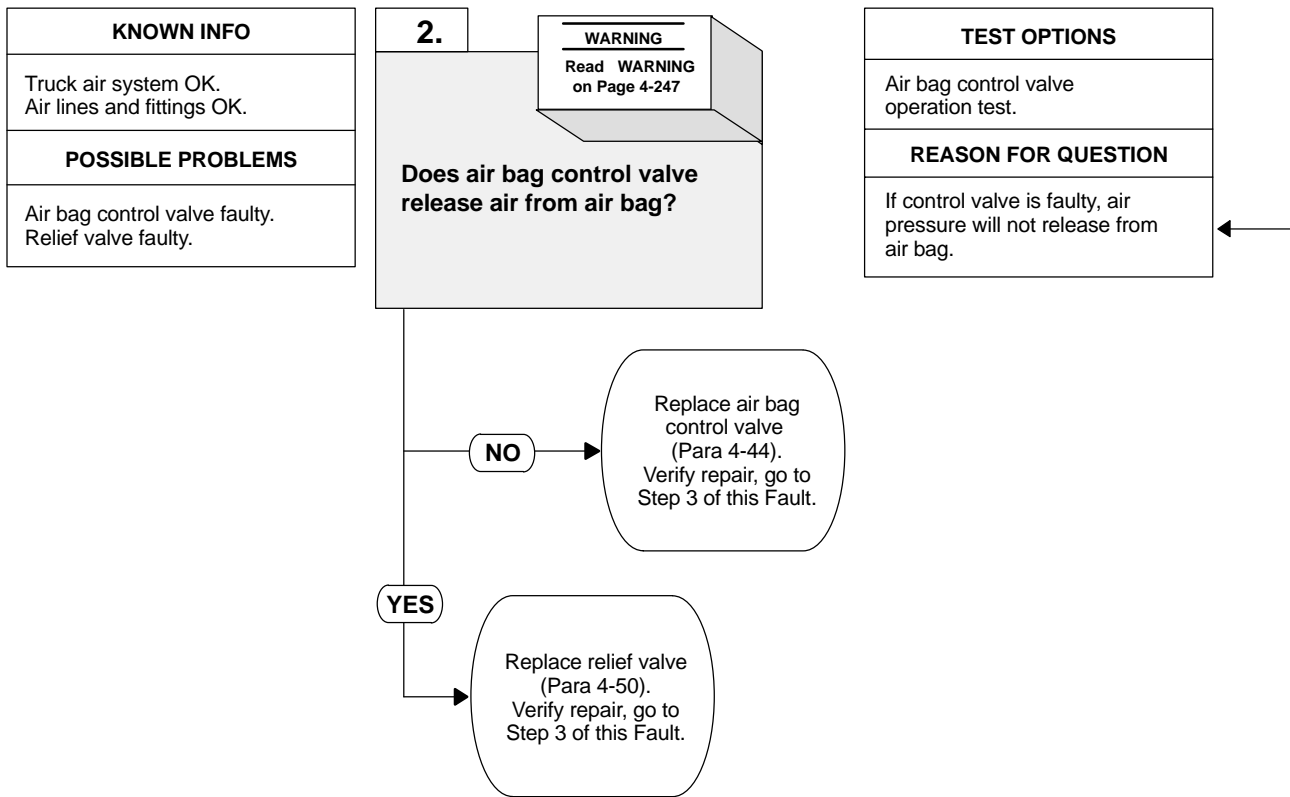 KNOWN INFO
Truck air system OK.
Air lines and fittings OK.
POSSIBLE PROBLEMS
Air bag control valve faulty.
Relief valve faulty.
2.
WARNING
Read WARNING
on Page 4-247
Does air bag control valve
release air from air bag?
TEST OPTIONS
Air bag control valve
operation test.
REASON FOR QUESTION
If control valve is faulty, air
pressure will not release from
air bag.
NO
Replace air bag
control valve
(Para 4-44).
Verify repair, go to
Step 3 of this Fault.
YES
Replace relief valve
(Para 4-50).
Verify repair, go to
Step 3 of this Fault.